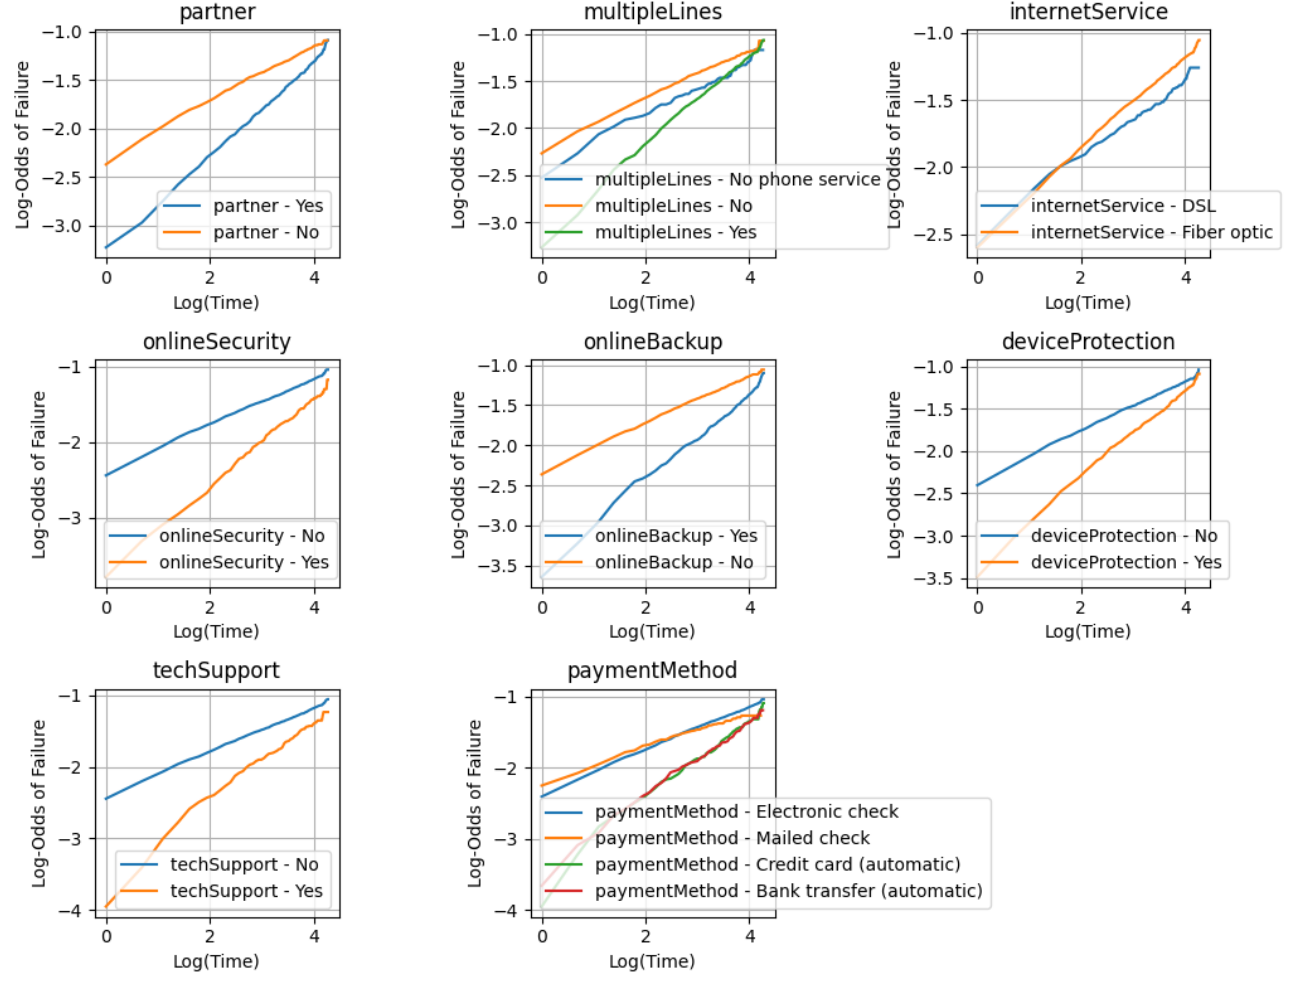 partner
Log-Odds of Failure
−1.0
−1.5
−2.0
−2.5
−3.0
partner - Yes
partner - No
0 2 4
Log(Time)
multipleLines
Log-Odds of Failure
−1.0
−1.5
−2.0
−2.5
−3.0
multipleLines - No phone service
multipleLines - No
multipleLines - Yes
0 2 4
Log(Time)
internetService
Log-Odds of Failure
−1.0
−1.5
−2.0
−2.5
internetService - DSL
internetService - Fiber optic
0 2 4
Log(Time)
onlineSecurity
Log-Odds of Failure
−1
−2
−3
onlineSecurity - No
onlineSecurity - Yes
0 2 4
Log(Time)
onlineBackup
Log-Odds of Failure
−1.0
−1.5
−2.0
−2.5
−3.0
−3.5
onlineBackup - Yes
onlineBackup - No
0 2 4
Log(Time)
deviceProtection
Log-Odds of Failure
−1.0
−1.5
−2.0
−2.5
−3.0
−3.5
deviceProtection - No
deviceProtection - Yes
0 2 4
Log(Time)
techSupport
Log-Odds of Failure
−1
−2
−3
−4
techSupport - No
techSupport - Yes
0 2 4
Log(Time)
paymentMethod
Log-Odds of Failure
−1
−2
−3
−4
paymentMethod - Electronic check
paymentMethod - Mailed check
paymentMethod - Credit card (automatic)
paymentMethod - Bank transfer (automatic)
0 2 4
Log(Time)